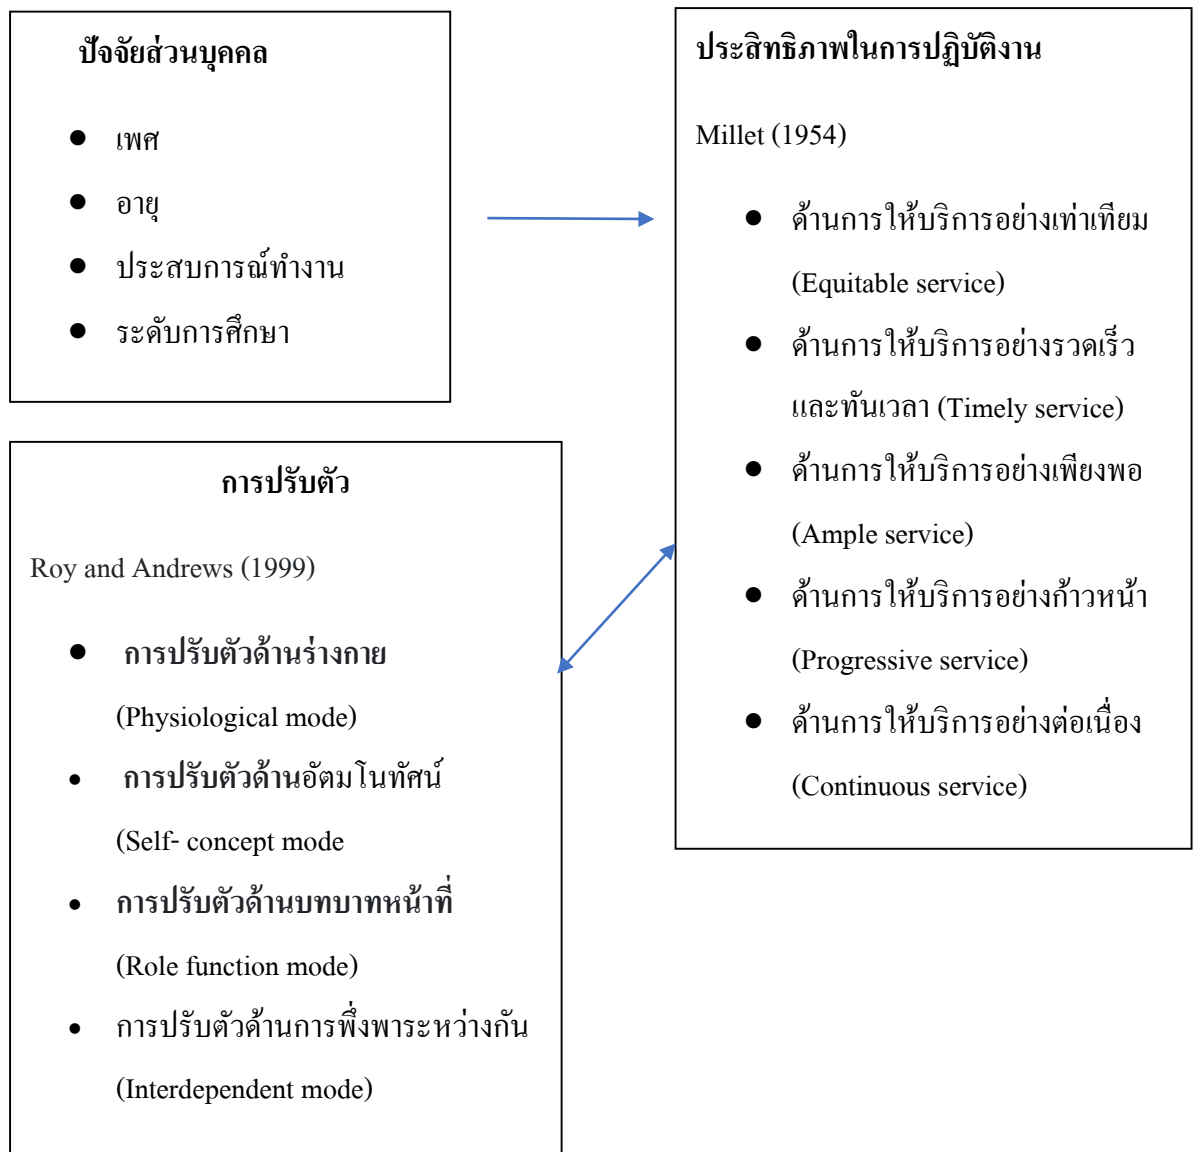 ปัจจัยส่วนบุคคล
● เพศ
● อายุ
● ประสบการณ์ทำงาน
● ระดับการศึกษา
การปรับตัว
Roy and Andrews (1999)
● การปรับตัวด้านร่างกาย
(Physiological mode)
● การปรับตัวด้านอัตมโนทัศน์
(Self- concept mode
● การปรับตัวด้านบทบาทหน้าที่
(Role function mode)
● การปรับตัวด้านการพึ่งพาระหว่างกัน
(Interdependent mode)
ประสิทธิภาพในการปฏิบัติงาน
Millet (1954)
● ด้านการให้บริการอย่างเท่าเทียม
(Equitable service)
● ด้านการให้บริการอย่างรวดเร็ว
และทันเวลา (Timely service)
● ด้านการให้บริการอย่างเพียงพอ
(Ample service)
● ด้านการให้บริการอย่างก้าวหน้า
(Progressive service)
● ด้านการให้บริการอย่างต่อเนื่อง
(Continuous service)